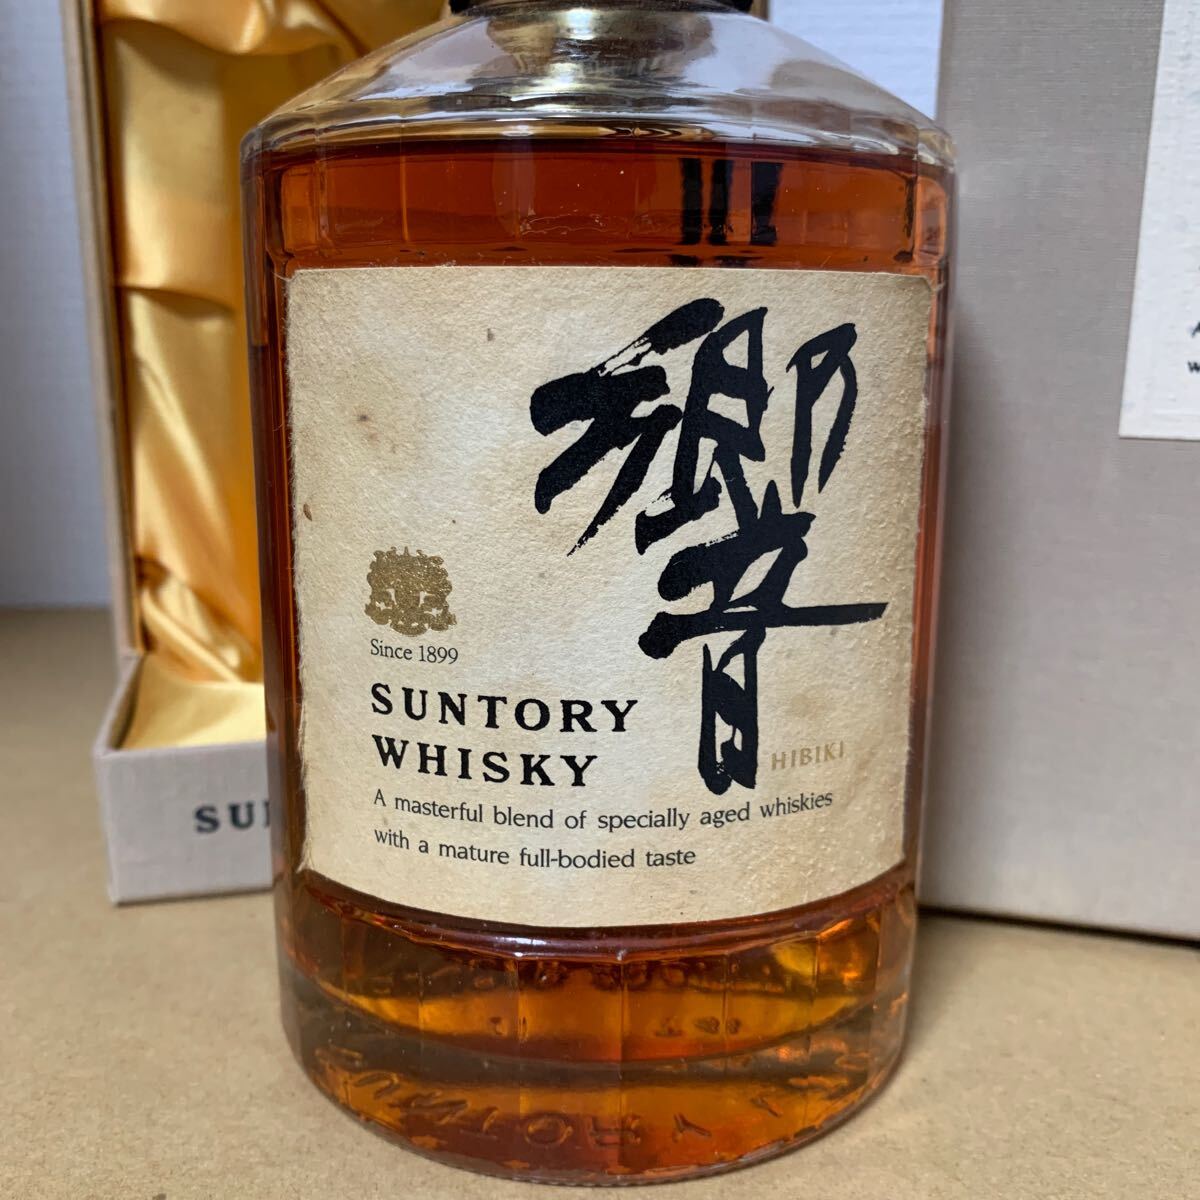 響
Since 1899
SUNTORY
WHISKY
HIBIKI
A masterful blend of specially aged whiskies
with a mature full-bodied taste
SU